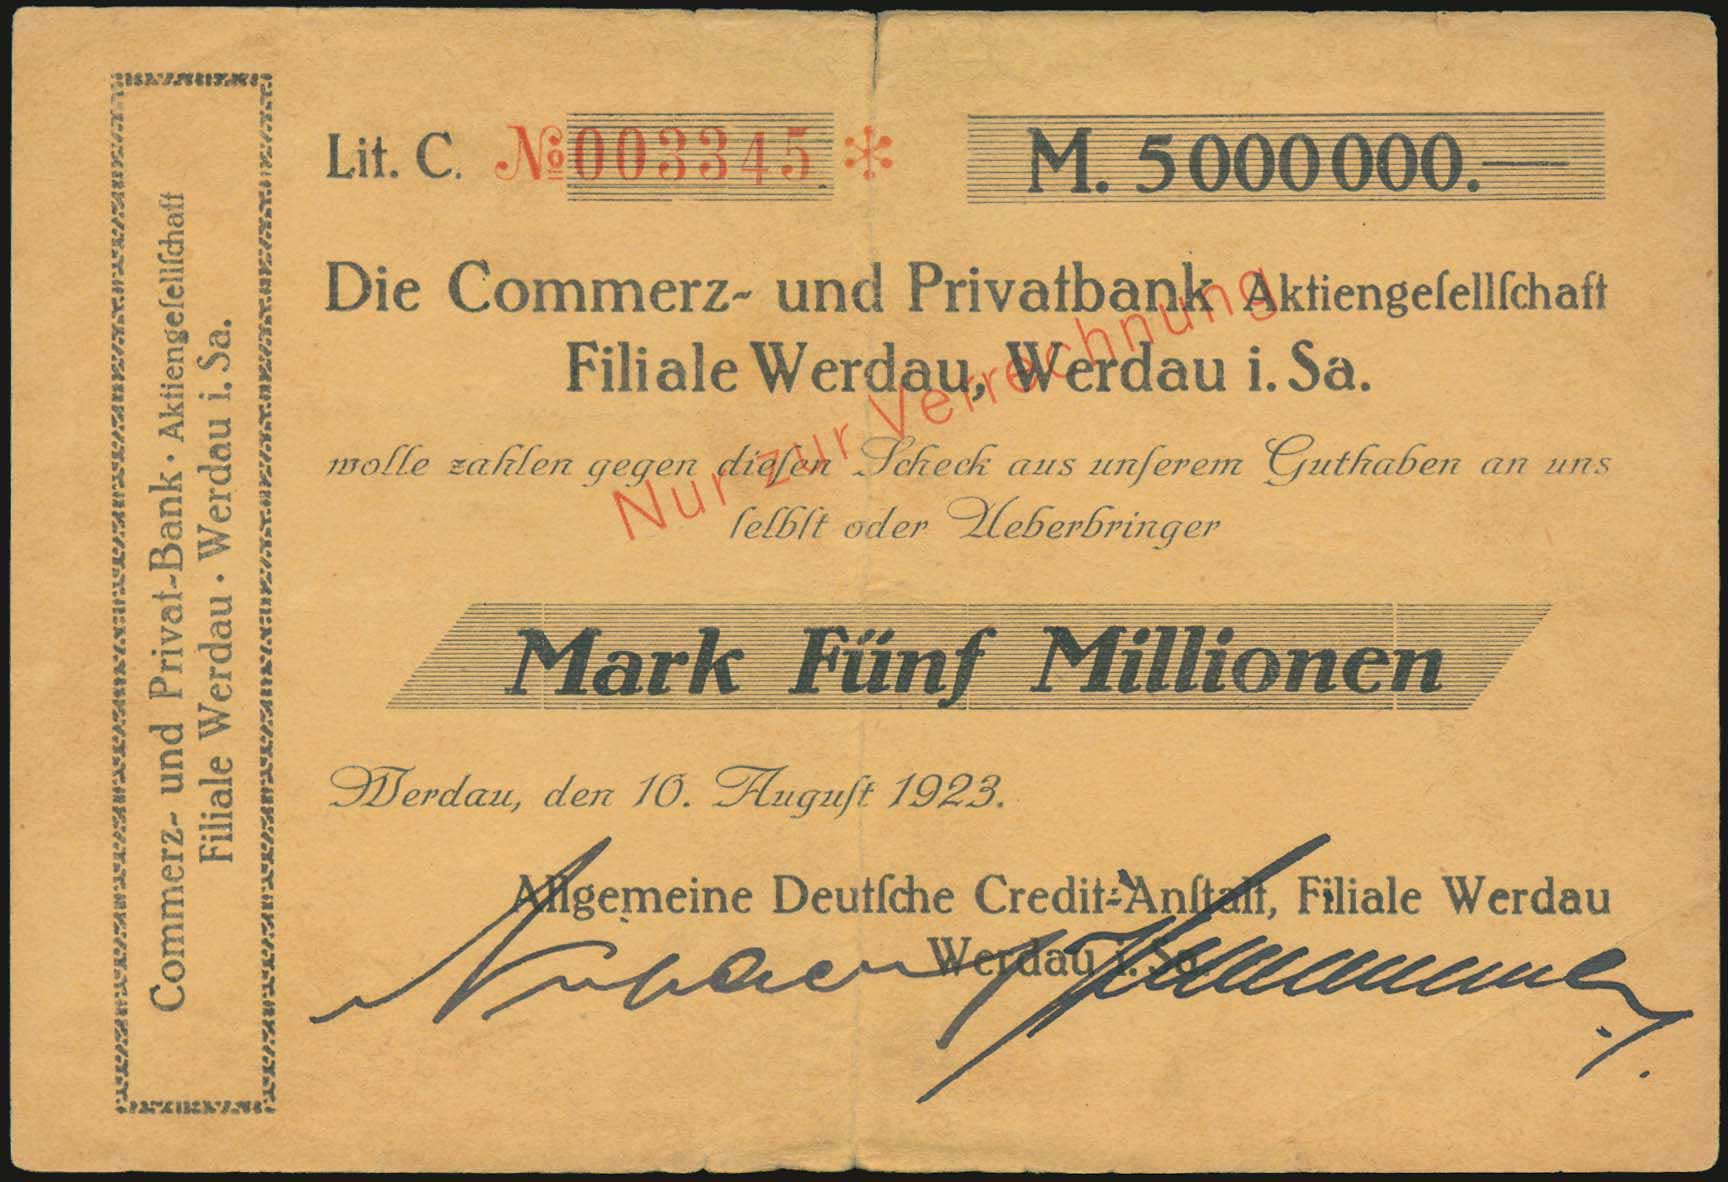 Commerz- und Privat-Bank · Aktiengeſellſchaft
Filiale Werdau · Werdau i. Sa.
Lit. C. № 003345 * M. 5000000.—
Die Commerz- und Privatbank Aktiengeſellſchaft
Filiale Werdau, Werdau i. Sa.
Nur zur Verrechnung
wolle zahlen gegen dieſen Scheck aus unſerem Guthaben an uns
ſelbſt oder Ueberbringer
Mark Fünf Millionen
Werdau, den 10. Auguſt 1923.
Allgemeine Deutſche Credit-Anſtalt, Filiale Werdau
Werdau i. Sa.